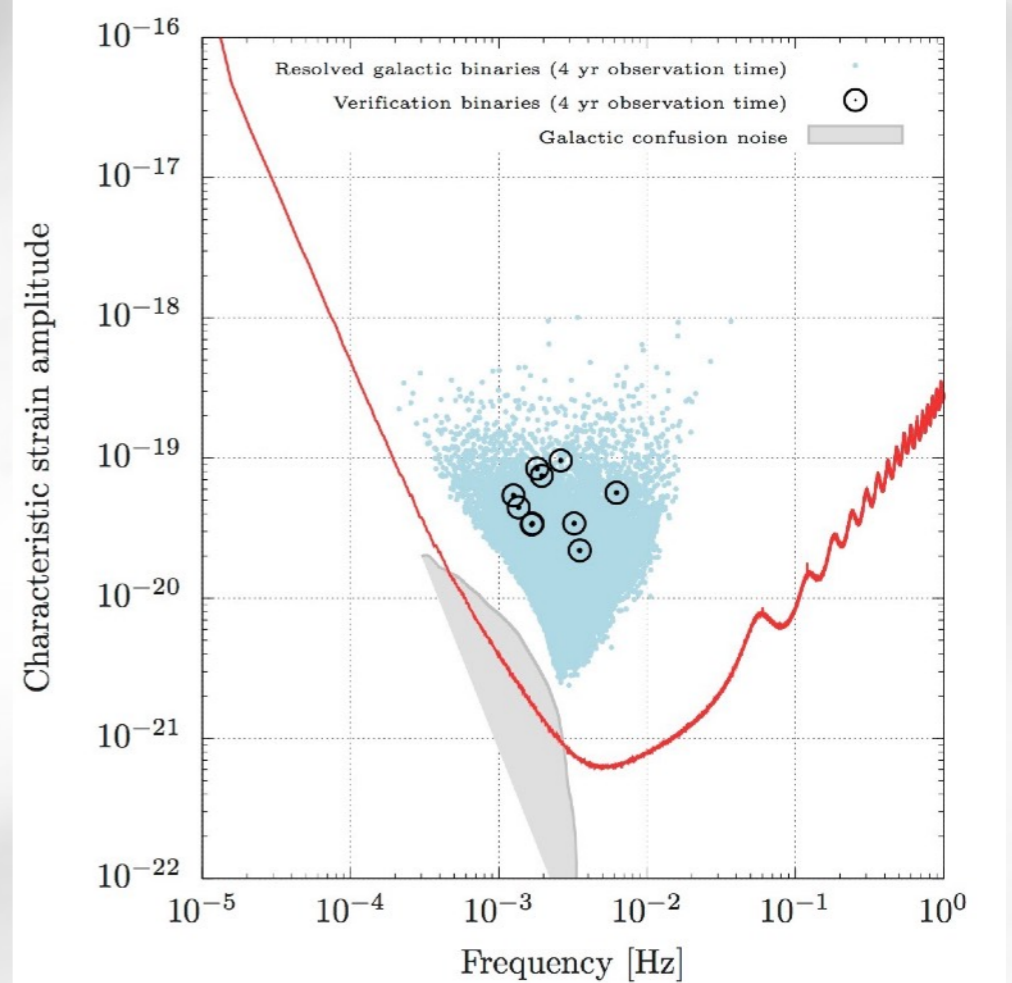 Resolved galactic binaries (4 yr observation time)
Verification binaries (4 yr observation time)
Galactic confusion noise
Characteristic strain amplitude
10⁻¹⁶
10⁻¹⁷
10⁻¹⁸
10⁻¹⁹
10⁻²⁰
10⁻²¹
10⁻²²
10⁻⁵ 10⁻⁴ 10⁻³ 10⁻² 10⁻¹ 10⁰
Frequency [Hz]